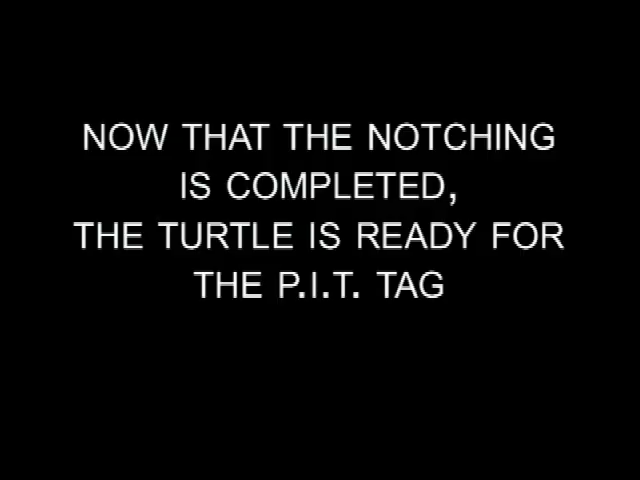 NOW THAT THE NOTCHING
IS COMPLETED,
THE TURTLE IS READY FOR
THE P.I.T. TAG